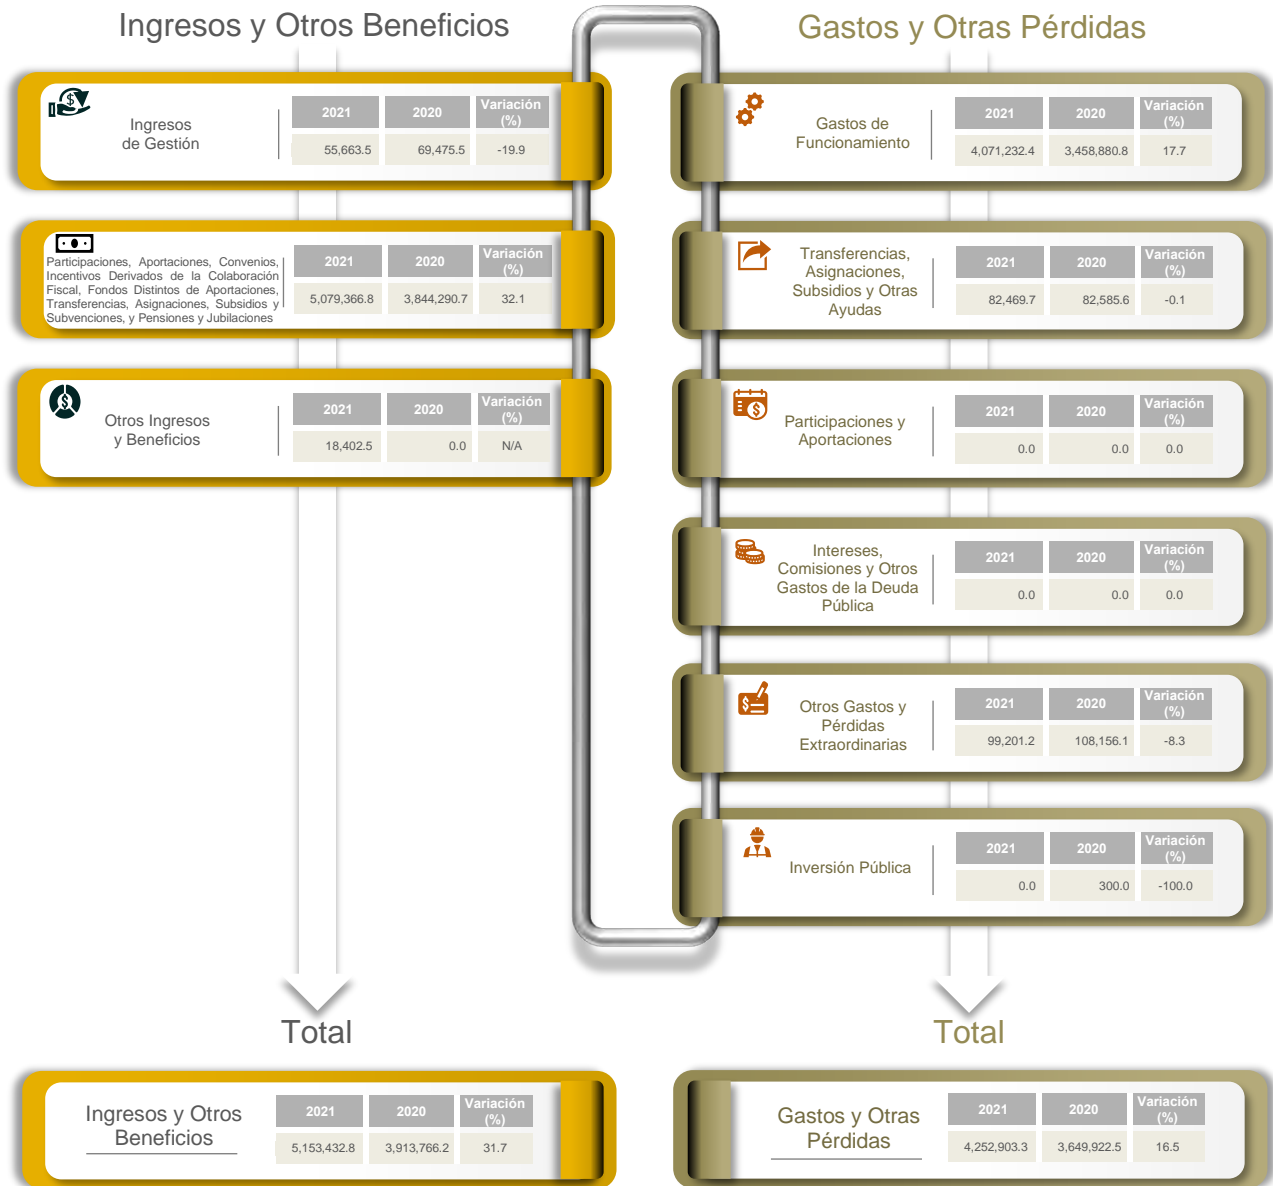 Ingresos y Otros Beneficios
Ingresos
de Gestión
2021 2020 Variación
(%)
55,663.5 69,475.5 -19.9
Participaciones, Aportaciones, Convenios,
Incentivos Derivados de la Colaboración
Fiscal, Fondos Distintos de Aportaciones,
Transferencias, Asignaciones, Subsidios y
Subvenciones, y Pensiones y Jubilaciones
2021 2020 Variación
(%)
5,079,366.8 3,844,290.7 32.1
Otros Ingresos
y Beneficios
2021 2020 Variación
(%)
18,402.5 0.0 N/A
Total
Ingresos y Otros
Beneficios
2021 2020 Variación
(%)
5,153,432.8 3,913,766.2 31.7
Gastos y Otras Pérdidas
Gastos de
Funcionamiento
2021 2020 Variación
(%)
4,071,232.4 3,458,880.8 17.7
Transferencias,
Asignaciones,
Subsidios y Otras
Ayudas
2021 2020 Variación
(%)
82,469.7 82,585.6 -0.1
Participaciones y
Aportaciones
2021 2020 Variación
(%)
0.0 0.0 0.0
Intereses,
Comisiones y Otros
Gastos de la Deuda
Pública
2021 2020 Variación
(%)
0.0 0.0 0.0
Otros Gastos y
Pérdidas
Extraordinarias
2021 2020 Variación
(%)
99,201.2 108,156.1 -8.3
Inversión Pública
2021 2020 Variación
(%)
0.0 300.0 -100.0
Total
Gastos y Otras
Pérdidas
2021 2020 Variación
(%)
4,252,903.3 3,649,922.5 16.5